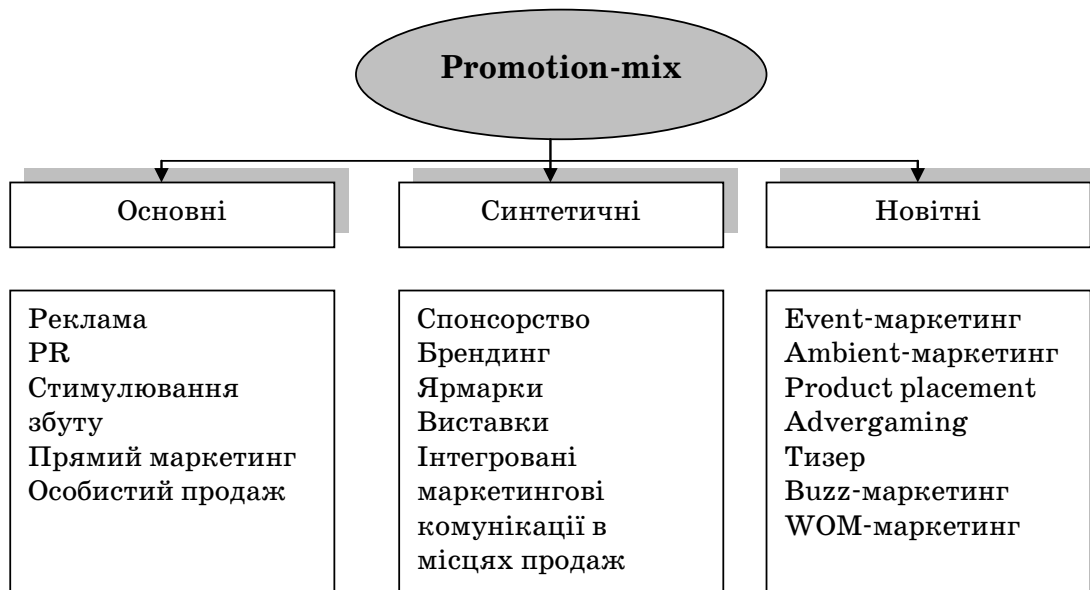 Promotion-mix
Основні
Синтетичні
Новітні
Реклама
PR
Стимулювання
збуту
Прямий маркетинг
Особистий продаж
Спонсорство
Брендинг
Ярмарки
Виставки
Інтегровані
маркетингові
комунікації в
місцях продаж
Event-маркетинг
Ambient-маркетинг
Product placement
Advergaming
Тизер
Buzz-маркетинг
WOM-маркетинг